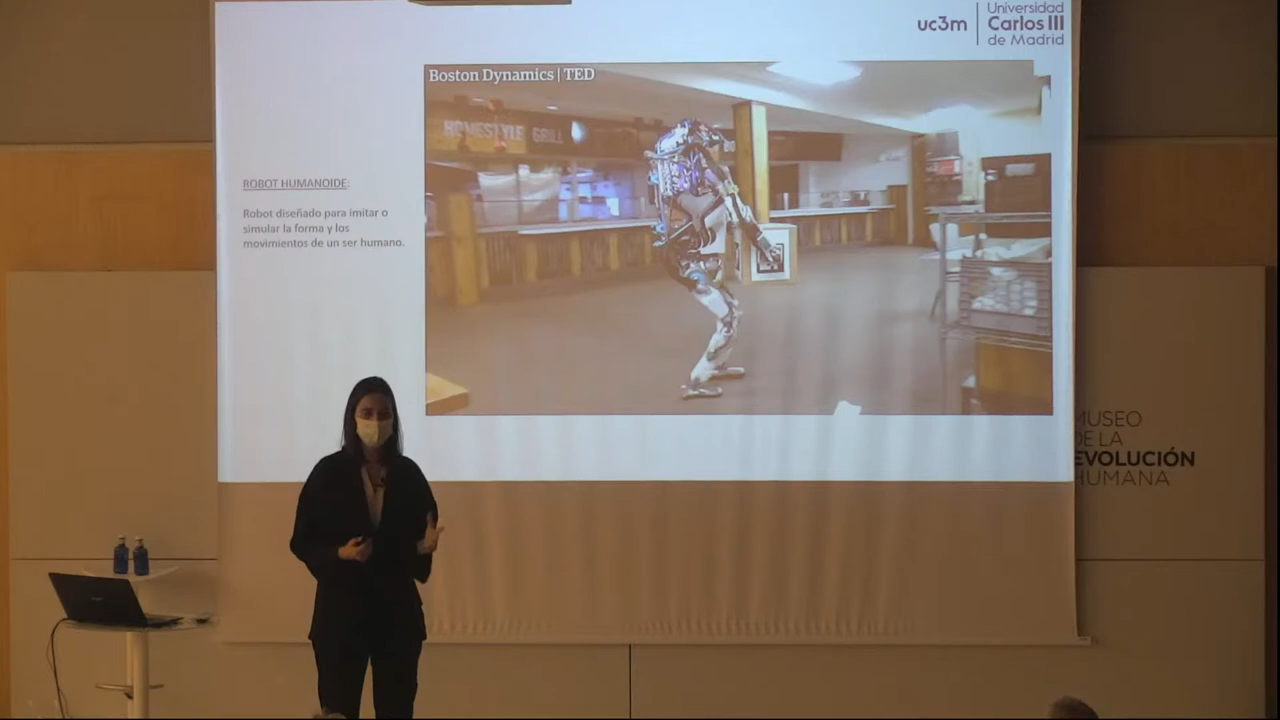 uc3m
Universidad
Carlos III
de Madrid
Boston Dynamics | TED
HOMESTYLE GRILL
ROBOT HUMANOIDE:
Robot diseñado para imitar o
simular la forma y los
movimientos de un ser humano.
MUSEO
DE LA
EVOLUCIÓN
HUMANA